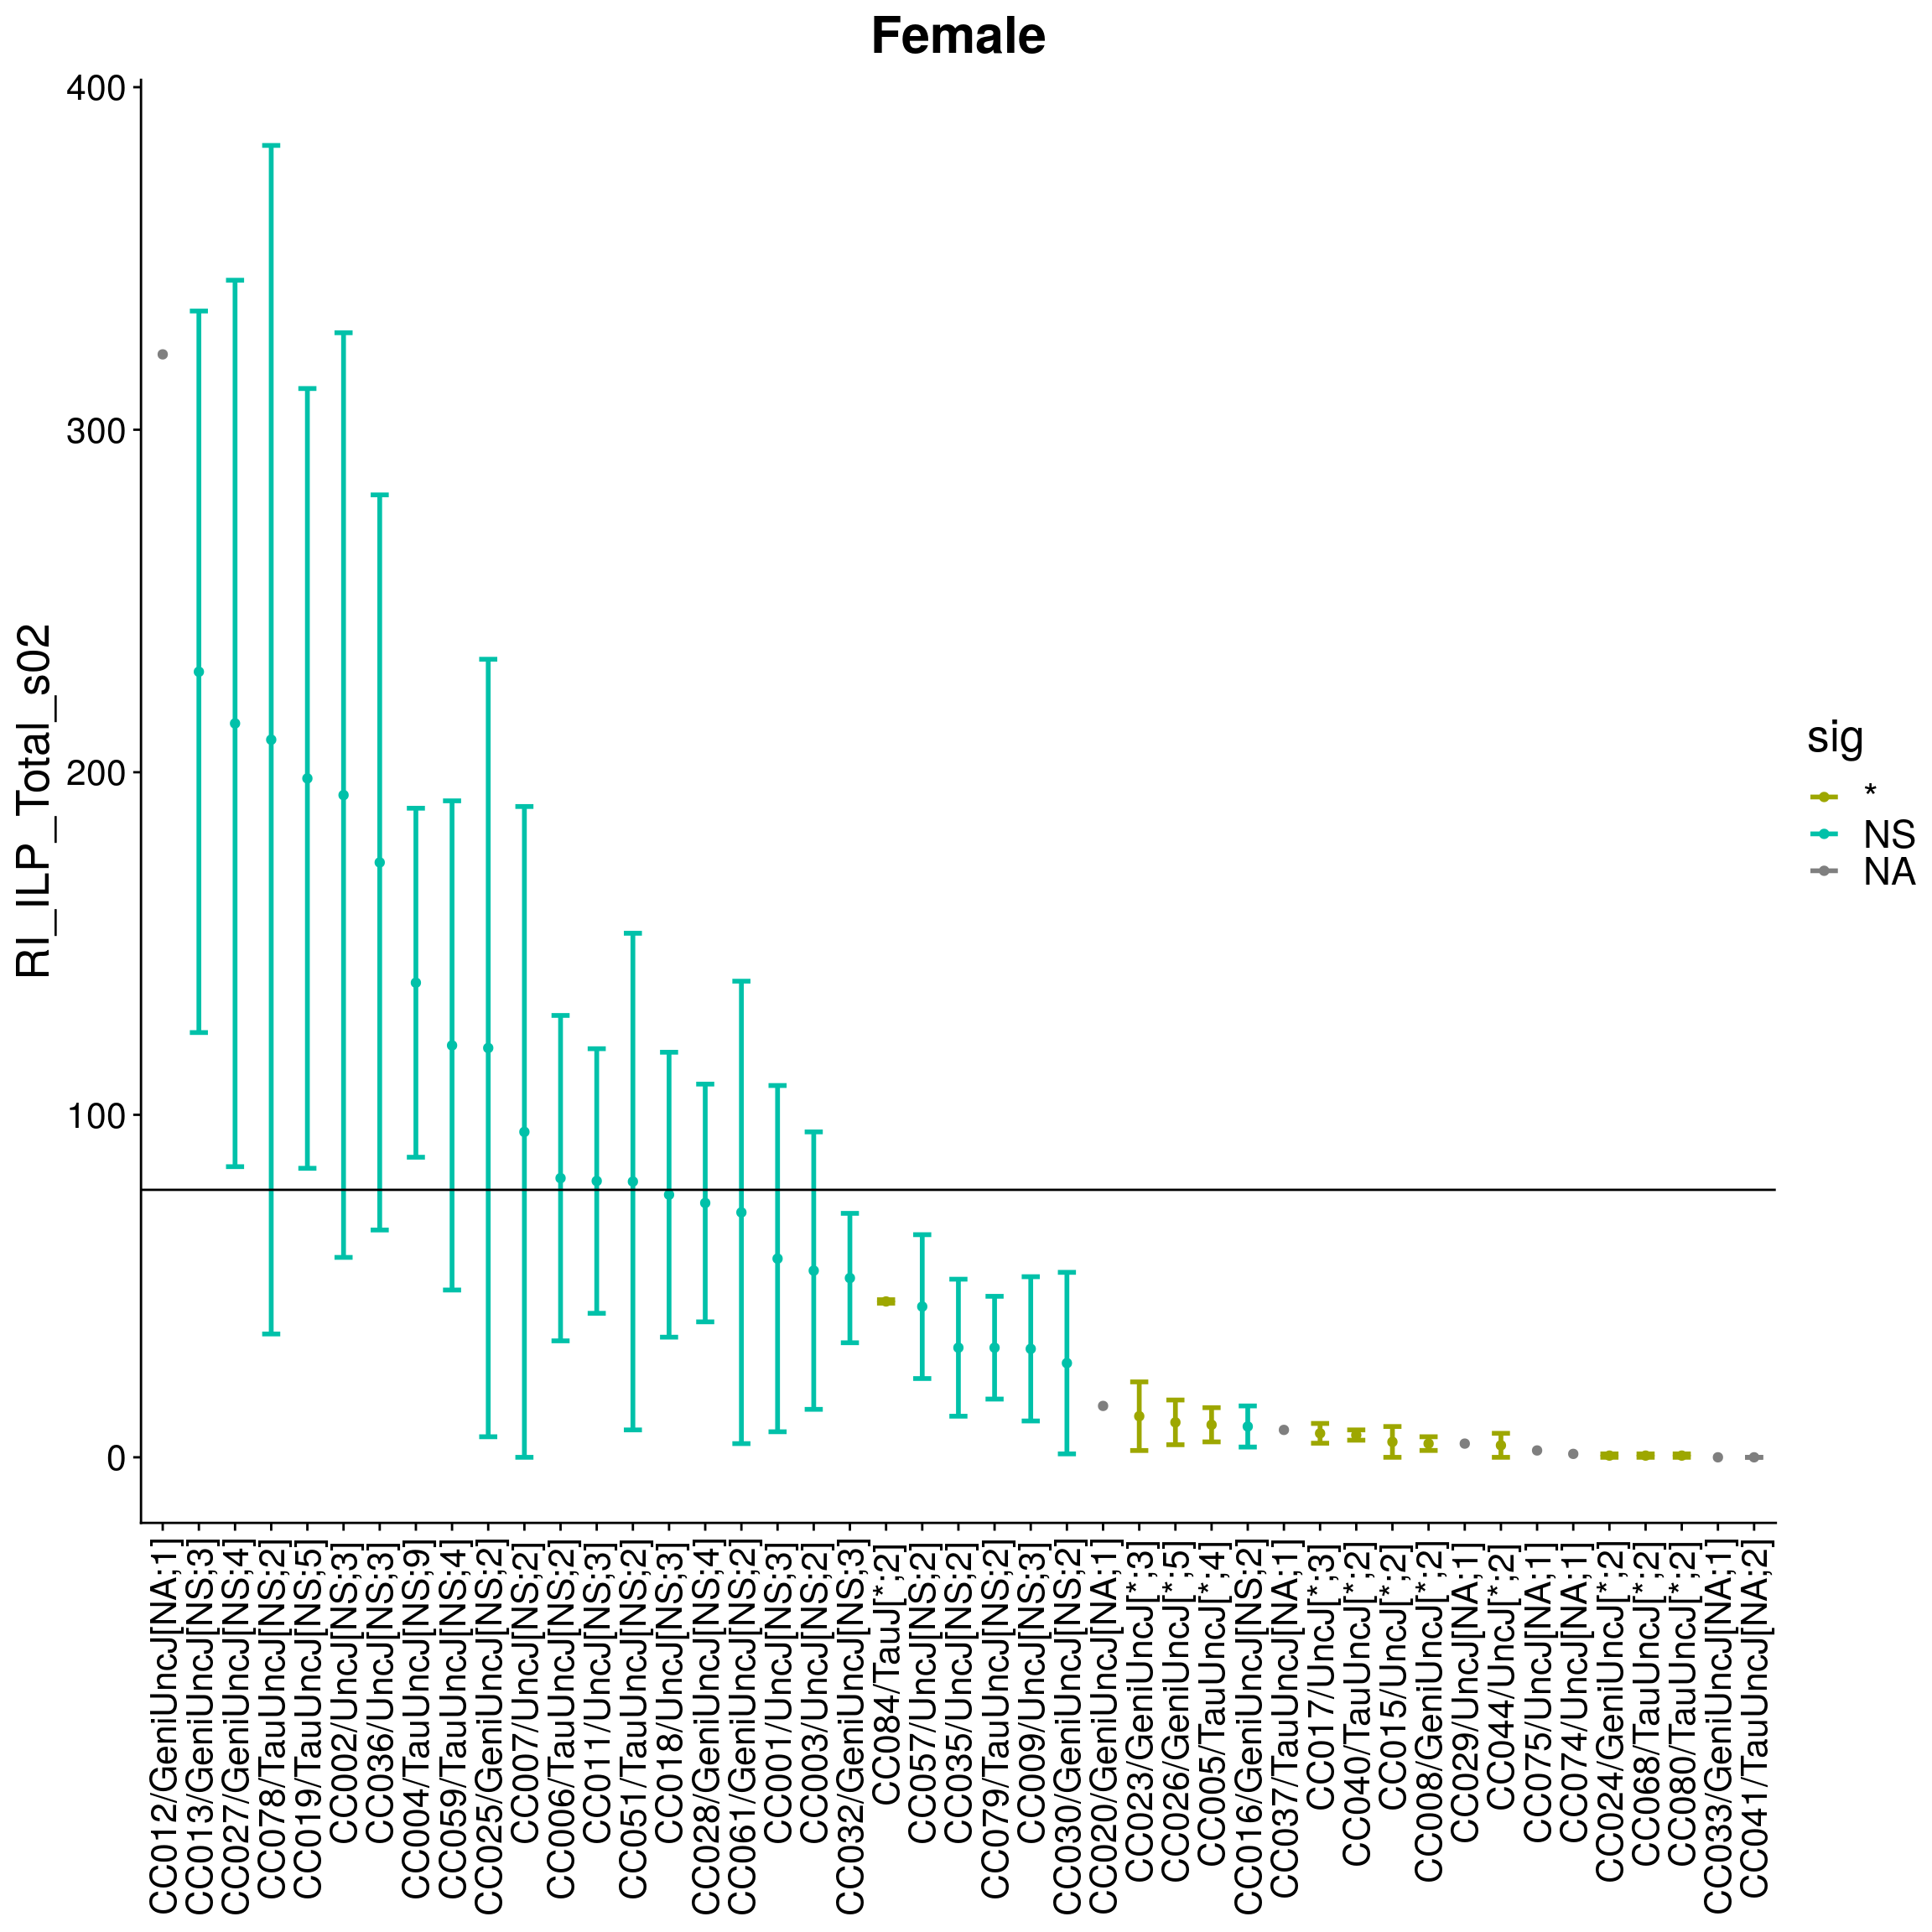 Female
400
300
200
100
0
RI_ILP_Total_s02
sig
*
NS
NA
CC012/GeniUncJ[NA;1]
CC013/GeniUncJ[NS;3]
CC027/GeniUncJ[NS;4]
CC078/TauUncJ[NS;2]
CC019/TauUncJ[NS;5]
CC002/UncJ[NS;3]
CC036/UncJ[NS;3]
CC004/TauUncJ[NS;9]
CC059/TauUncJ[NS;4]
CC025/GeniUncJ[NS;2]
CC007/UncJ[NS;2]
CC006/TauUncJ[NS;2]
CC011/UncJ[NS;3]
CC051/TauUncJ[NS;2]
CC018/UncJ[NS;3]
CC028/GeniUncJ[NS;4]
CC061/GeniUncJ[NS;2]
CC001/UncJ[NS;3]
CC003/UncJ[NS;2]
CC032/GeniUncJ[NS;3]
CC084/TauJ[*;2]
CC057/UncJ[NS;2]
CC035/UncJ[NS;2]
CC079/TauUncJ[NS;2]
CC009/UncJ[NS;3]
CC030/GeniUncJ[NS;2]
CC020/GeniUncJ[NA;1]
CC023/GeniUncJ[*;3]
CC026/GeniUncJ[*;5]
CC005/TauUncJ[*;4]
CC016/GeniUncJ[NS;2]
CC037/TauUncJ[NA;1]
CC017/UncJ[*;3]
CC040/TauUncJ[*;2]
CC015/UncJ[*;2]
CC008/GeniUncJ[*;2]
CC029/UncJ[NA;1]
CC044/UncJ[*;2]
CC075/UncJ[NA;1]
CC074/UncJ[NA;1]
CC024/GeniUncJ[*;2]
CC068/TauUncJ[*;2]
CC080/TauUncJ[*;2]
CC033/GeniUncJ[NA;1]
CC041/TauUncJ[NA;2]